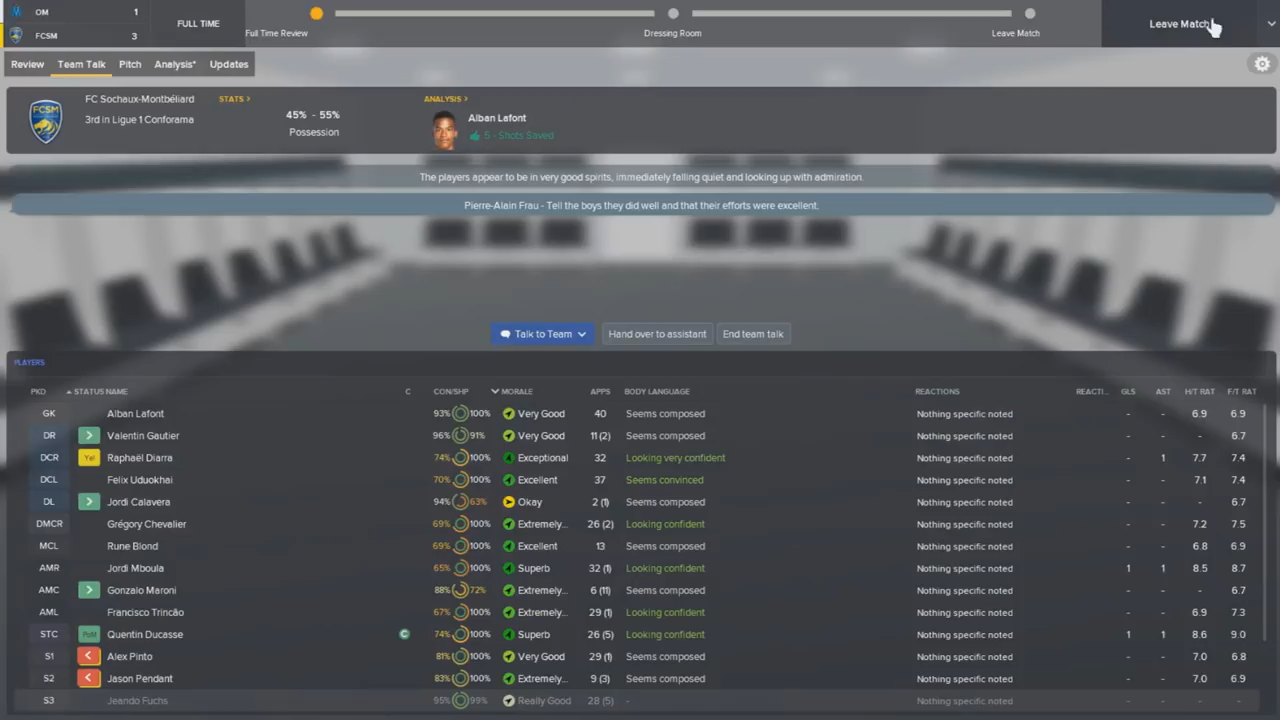 OM 1
FCSM 3
FULL TIME
Full Time Review
Dressing Room
Leave Match
Leave Match
Review Team Talk Pitch Analysis* Updates
FCSM
FC Sochaux-Montbéliard
3rd in Ligue 1 Conforama
STATS >
45% - 55%
Possession
ANALYSIS >
Alban Lafont
5 - Shots Saved
The players appear to be in very good spirits, immediately falling quiet and looking up with admiration.
Pierre-Alain Frau - Tell the boys they did well and that their efforts were excellent.
Talk to Team Hand over to assistant End team talk
PLAYERS
PKD STATUS NAME C CON/SHP MORALE APPS BODY LANGUAGE REACTIONS REACTI... GLS AST H/T RAT F/T RAT
GK Alban Lafont 93% 100% Very Good 40 Seems composed Nothing specific noted - - 6.9 6.9
DR > Valentin Gautier 96% 91% Very Good 11 (2) Seems composed Nothing specific noted - - - 6.7
DCR Yel Raphaël Diarra 74% 100% Exceptional 32 Looking very confident Nothing specific noted - 1 7.7 7.4
DCL Felix Uduokhai 70% 100% Excellent 37 Seems convinced Nothing specific noted - - 7.1 7.4
DL > Jordi Calavera 94% 63% Okay 2 (1) Seems composed Nothing specific noted - - - 6.7
DMCR Grégory Chevalier 69% 100% Extremely... 26 (2) Looking confident Nothing specific noted - - 7.2 7.5
MCL Rune Blond 69% 100% Excellent 13 Seems composed Nothing specific noted - - 6.8 6.9
AMR Jordi Mboula 65% 100% Superb 32 (1) Looking confident Nothing specific noted 1 1 8.5 8.7
AMC > Gonzalo Maroni 88% 72% Extremely... 6 (11) Seems composed Nothing specific noted - - - 6.7
AML Francisco Trincão 67% 100% Extremely... 29 (1) Looking confident Nothing specific noted - - 6.9 7.3
STC PoM Quentin Ducasse C 74% 100% Superb 26 (5) Looking confident Nothing specific noted 1 1 8.6 9.0
S1 < Alex Pinto 81% 100% Very Good 29 (1) Seems composed Nothing specific noted - - 7.0 6.8
S2 < Jason Pendant 83% 100% Extremely... 9 (3) Seems composed Nothing specific noted - - 7.0 6.9
S3 Jeando Fuchs 95% 99% Really Good 28 (5) - Nothing specific noted - - - -